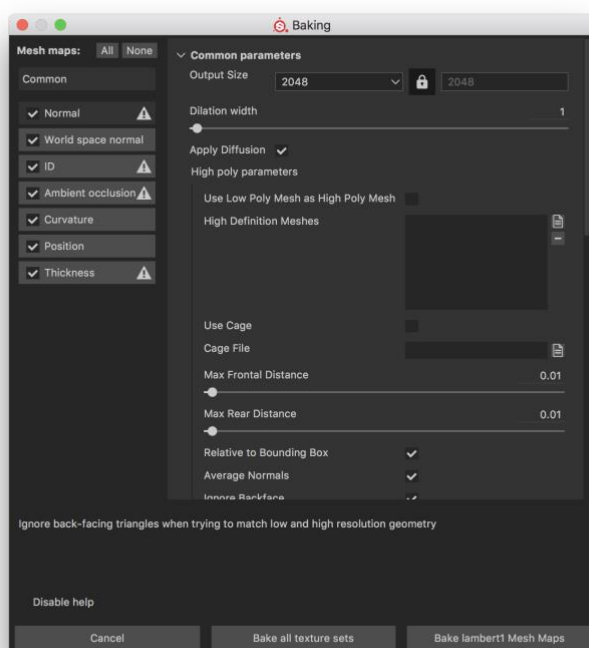 Baking
Mesh maps: All None
Common
Normal
World space normal
ID
Ambient occlusion
Curvature
Position
Thickness
Common parameters
Output Size 2048 2048
Dilation width 1
Apply Diffusion
High poly parameters
Use Low Poly Mesh as High Poly Mesh
High Definition Meshes
Use Cage
Cage File
Max Frontal Distance 0.01
Max Rear Distance 0.01
Relative to Bounding Box
Average Normals
Ignore Backface
Ignore back-facing triangles when trying to match low and high resolution geometry
Disable help
Cancel Bake all texture sets Bake lambert1 Mesh Maps